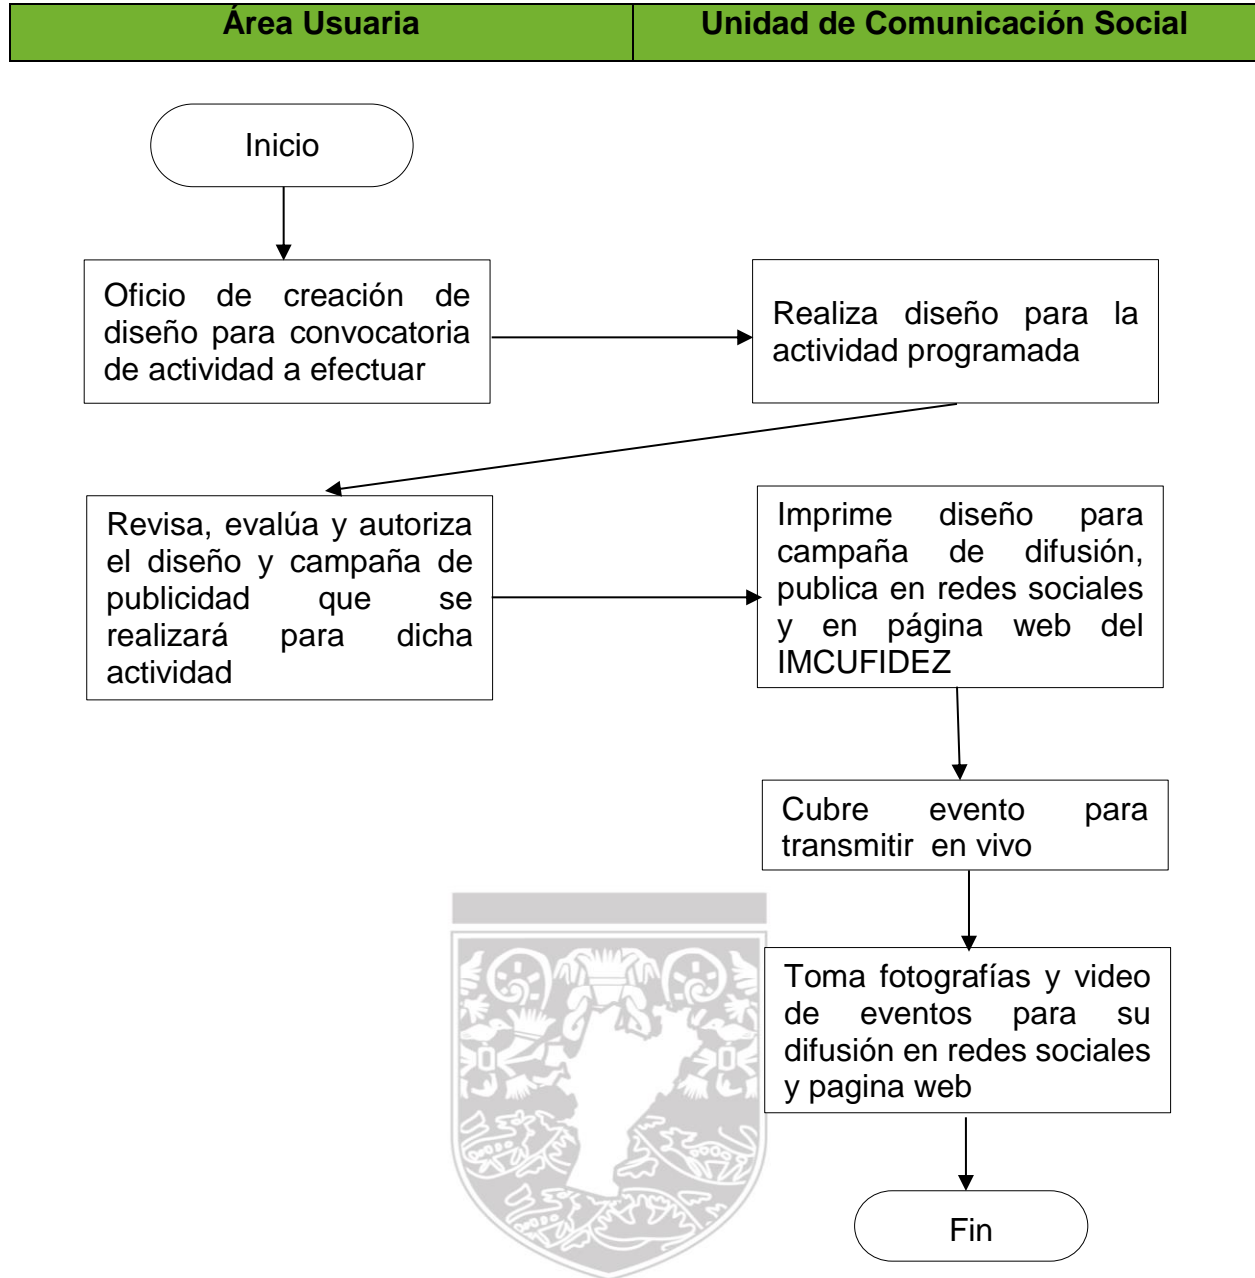 Área Usuaria
Unidad de Comunicación Social
Inicio
Oficio de creación de
diseño para convocatoria
de actividad a efectuar
Realiza diseño para la
actividad programada
Revisa, evalúa y autoriza
el diseño y campaña de
publicidad que se
realizará para dicha
actividad
Imprime diseño para
campaña de difusión,
publica en redes sociales
y en página web del
IMCUFIDEZ
Cubre evento para
transmitir en vivo
Toma fotografías y video
de eventos para su
difusión en redes sociales
y pagina web
Fin